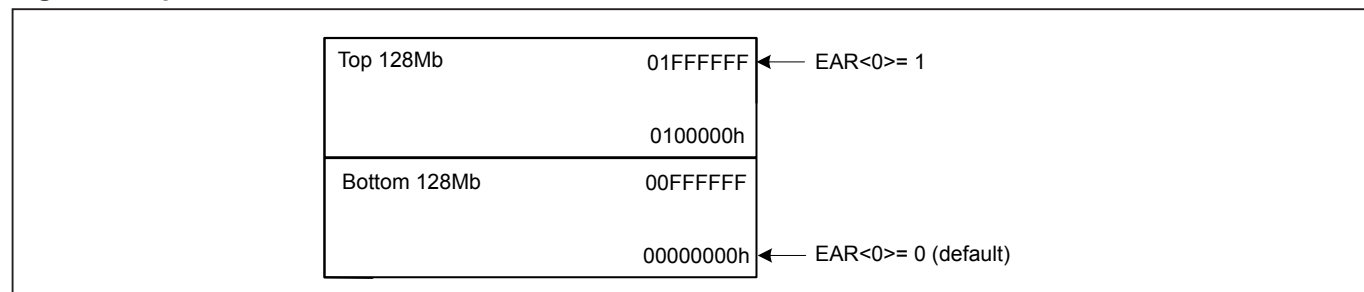 Top 128Mb 01FFFFFF EAR<0>= 1
0100000h
Bottom 128Mb 00FFFFFF
00000000h EAR<0>= 0 (default)